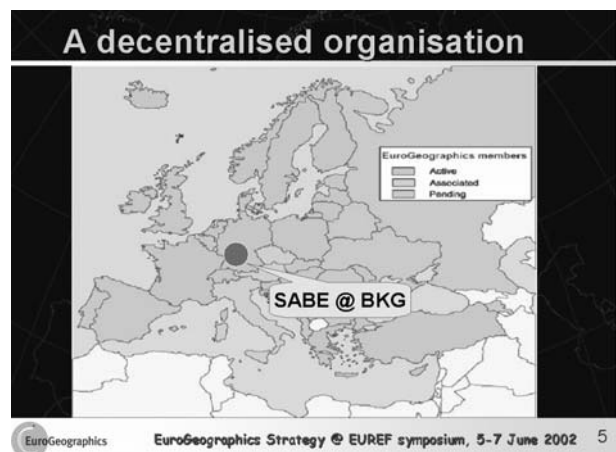 A decentralised organisation
EuroGeographics members
Active
Associated
Pending
SABE @ BKG
EuroGeographics
EuroGeographics Strategy @ EUREF symposium, 5-7 June 2002
5